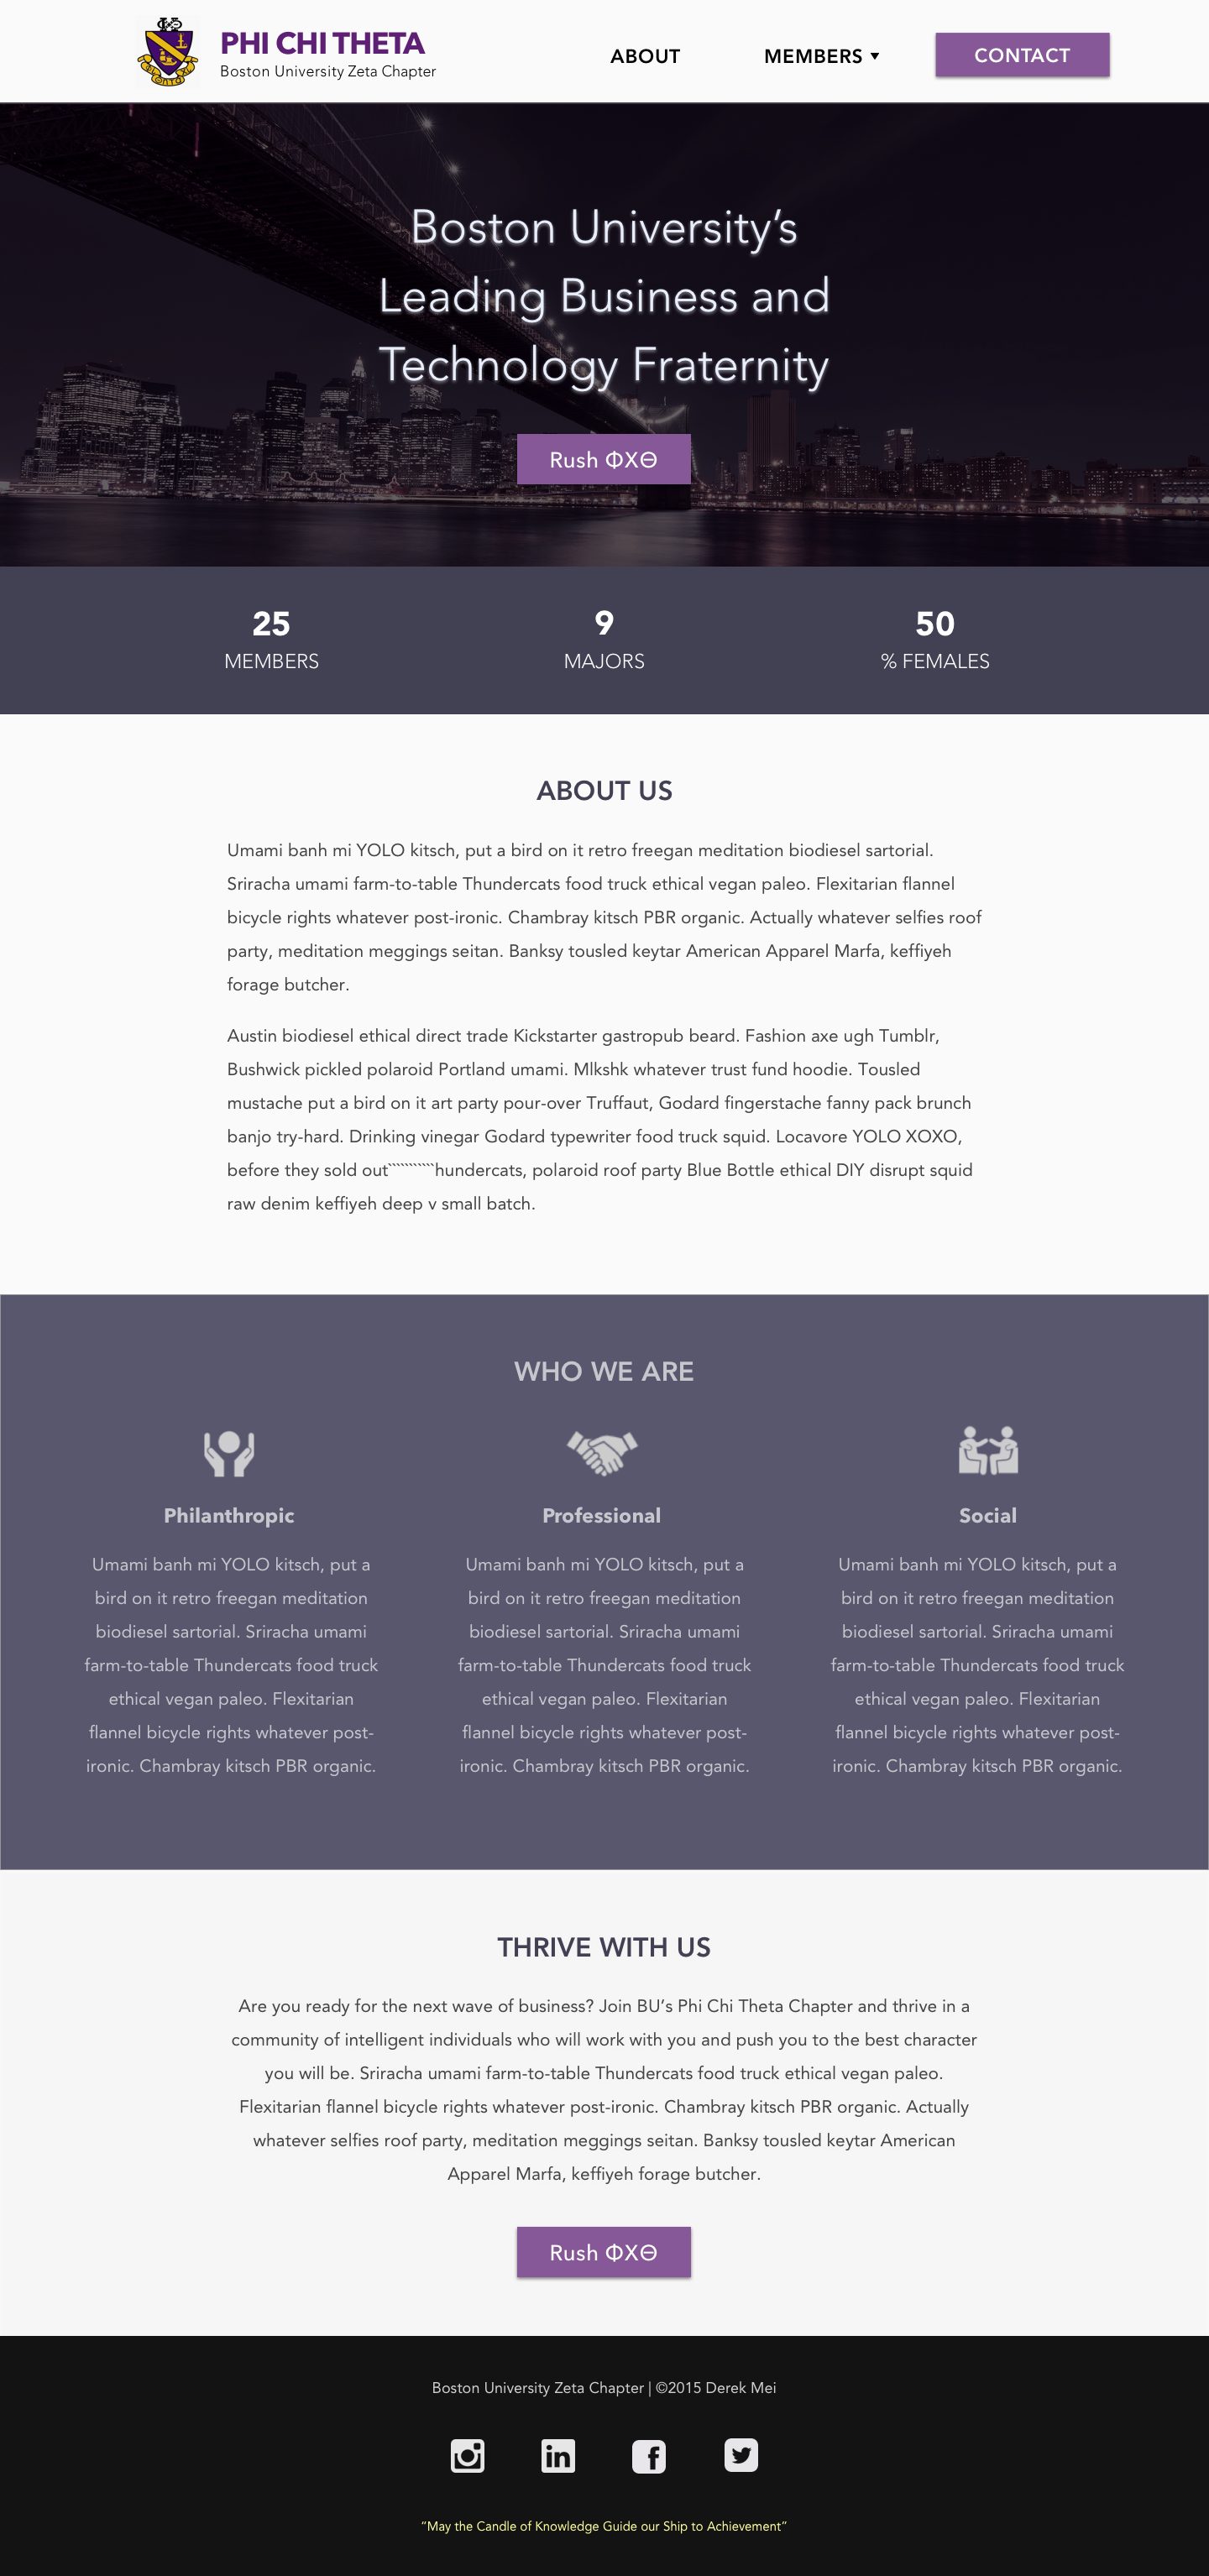 PHI CHI THETA
Boston University Zeta Chapter
ABOUT
MEMBERS ▼
CONTACT
Boston University’s
Leading Business and
Technology Fraternity
Rush ΦΧΘ
25
MEMBERS
9
MAJORS
50
% FEMALES
ABOUT US
Umami banh mi YOLO kitsch, put a bird on it retro freegan meditation biodiesel sartorial.
Sriracha umami farm-to-table Thundercats food truck ethical vegan paleo. Flexitarian flannel
bicycle rights whatever post-ironic. Chambray kitsch PBR organic. Actually whatever selfies roof
party, meditation meggings seitan. Banksy tousled keytar American Apparel Marfa, keffiyeh
forage butcher.
Austin biodiesel ethical direct trade Kickstarter gastropub beard. Fashion axe ugh Tumblr,
Bushwick pickled polaroid Portland umami. Mlkshk whatever trust fund hoodie. Tousled
mustache put a bird on it art party pour-over Truffaut, Godard fingerstache fanny pack brunch
banjo try-hard. Drinking vinegar Godard typewriter food truck squid. Locavore YOLO XOXO,
before they sold out```````````hundercats, polaroid roof party Blue Bottle ethical DIY disrupt squid
raw denim keffiyeh deep v small batch.
WHO WE ARE
Philanthropic
Umami banh mi YOLO kitsch, put a
bird on it retro freegan meditation
biodiesel sartorial. Sriracha umami
farm-to-table Thundercats food truck
ethical vegan paleo. Flexitarian
flannel bicycle rights whatever post-
ironic. Chambray kitsch PBR organic.
Professional
Umami banh mi YOLO kitsch, put a
bird on it retro freegan meditation
biodiesel sartorial. Sriracha umami
farm-to-table Thundercats food truck
ethical vegan paleo. Flexitarian
flannel bicycle rights whatever post-
ironic. Chambray kitsch PBR organic.
Social
Umami banh mi YOLO kitsch, put a
bird on it retro freegan meditation
biodiesel sartorial. Sriracha umami
farm-to-table Thundercats food truck
ethical vegan paleo. Flexitarian
flannel bicycle rights whatever post-
ironic. Chambray kitsch PBR organic.
THRIVE WITH US
Are you ready for the next wave of business? Join BU’s Phi Chi Theta Chapter and thrive in a
community of intelligent individuals who will work with you and push you to the best character
you will be. Sriracha umami farm-to-table Thundercats food truck ethical vegan paleo.
Flexitarian flannel bicycle rights whatever post-ironic. Chambray kitsch PBR organic. Actually
whatever selfies roof party, meditation meggings seitan. Banksy tousled keytar American
Apparel Marfa, keffiyeh forage butcher.
Rush ΦΧΘ
Boston University Zeta Chapter | ©2015 Derek Mei
in
f
“May the Candle of Knowledge Guide our Ship to Achievement”